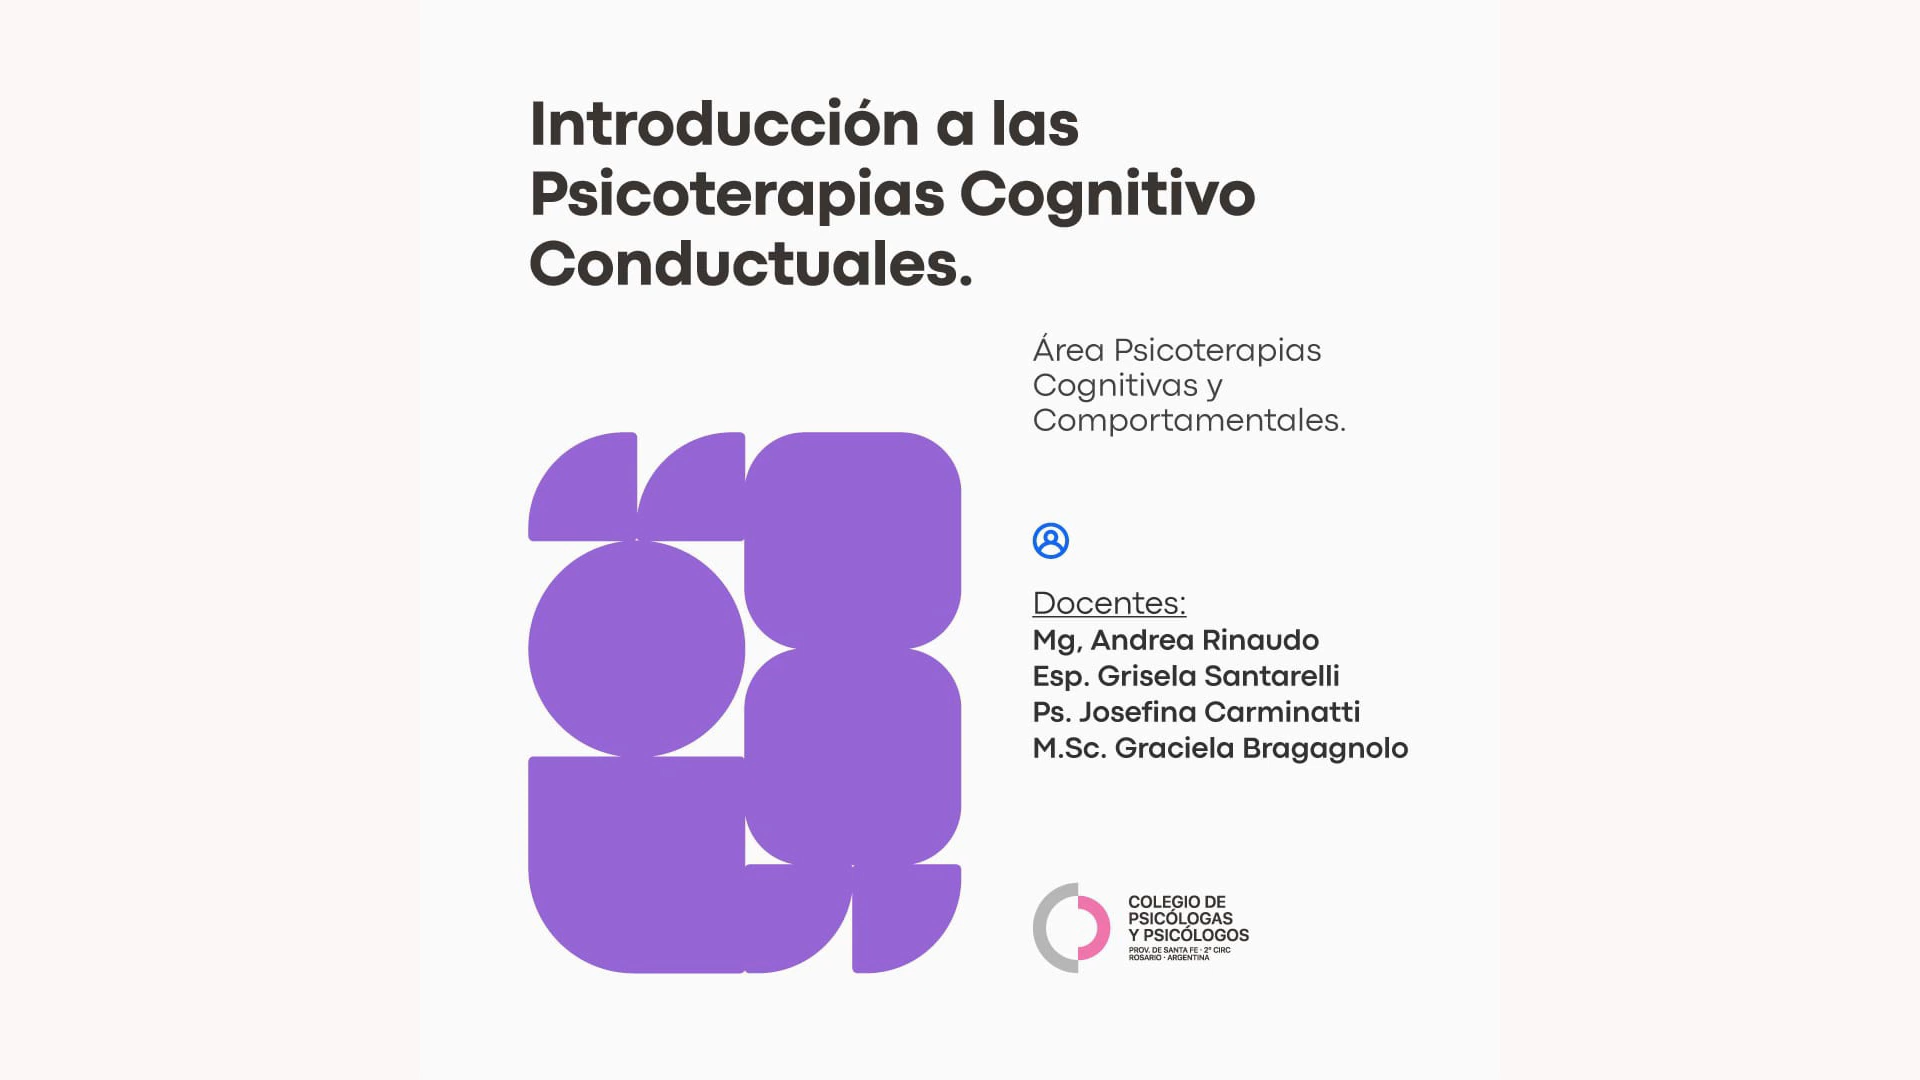 Introducción a las
Psicoterapias Cognitivo
Conductuales.
Área Psicoterapias
Cognitivas y
Comportamentales.
Docentes:
Mg, Andrea Rinaudo
Esp. Grisela Santarelli
Ps. Josefina Carminatti
M.Sc. Graciela Bragagnolo
COLEGIO DE
PSICÓLOGAS
Y PSICÓLOGOS
PROV. DE SANTA FE · 2º CIRC
ROSARIO · ARGENTINA